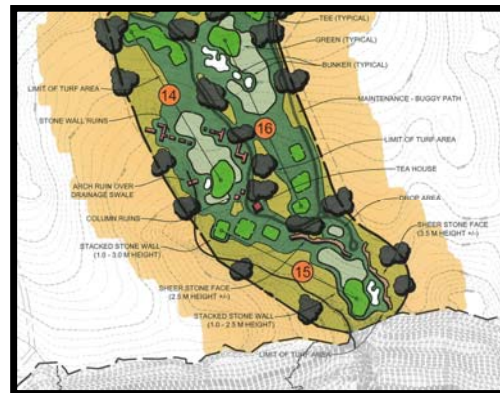 TEE (TYPICAL)
GREEN (TYPICAL)
BUNKER (TYPICAL)
LIMIT OF TURF AREA
14
MAINTENANCE - BUGGY PATH
STONE WALL RUINS
16
LIMIT OF TURF AREA
TEA HOUSE
ARCH RUIN OVER
DRAINAGE SWALE
DROP AREA
COLUMN RUINS
SHEER STONE FACE
(3.5 M HEIGHT +/-)
STACKED STONE WALL
(1.0 - 3.0 M HEIGHT)
15
SHEER STONE FACE
(2.5 M HEIGHT +/-)
STACKED STONE WALL
(1.0 - 2.5 M HEIGHT)
LIMIT OF TURF AREA